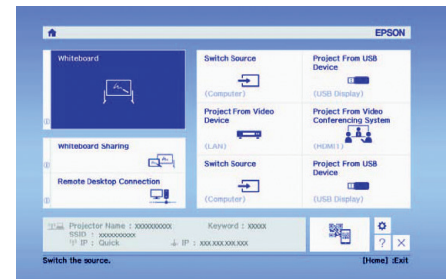 EPSON
Whiteboard
Switch Source
(Computer)
Project From USB
Device
(USB Display)
Project From Video
Device
(LAN)
Project From Video
Conferencing System
(HDMI1)
Whiteboard Sharing
Remote Desktop Connection
Switch Source
(Computer)
Project From USB
Device
(USB Display)
Projector Name : xxxxxxxxxx
Keyword : xxxxx
SSID : xxxxxxxxxx
IP : Quick
IP : xxx.xxx.xxx.xxx
?
Switch the source.
[Home] :Exit